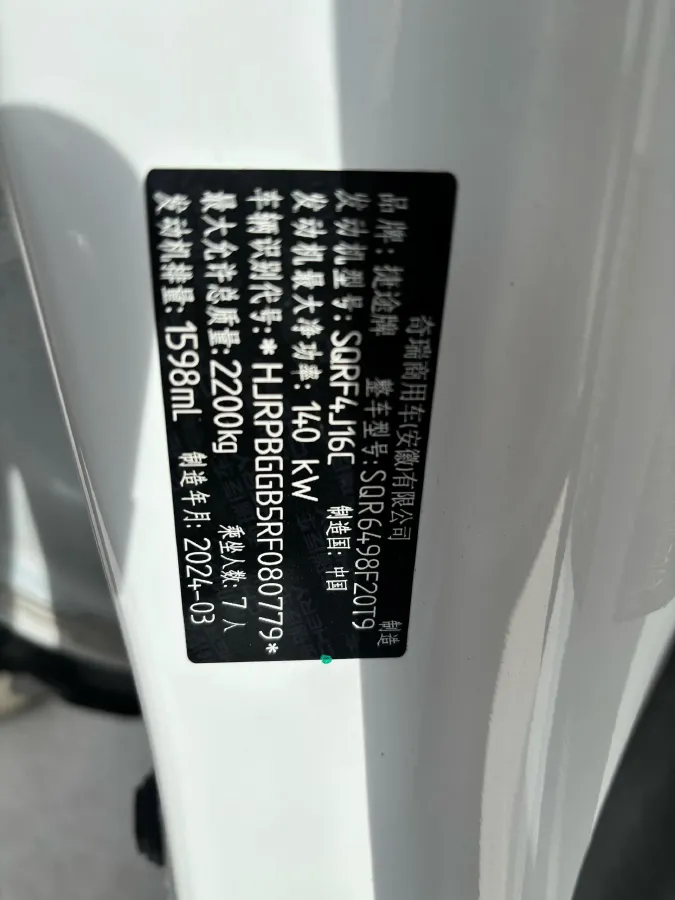 奇瑞商用车(安徽)有限公司 制造
品牌:捷途牌 整车型号:SQR6498F20T9
发动机型号:SQRF4J16C 制造国:中国
发动机最大净功率:140 kW
车辆识别代号:*HJRPBGGB5RF080779*
最大允许总质量:2200kg 乘坐人数:7人
发动机排量:1598mL 制造年月:2024-03